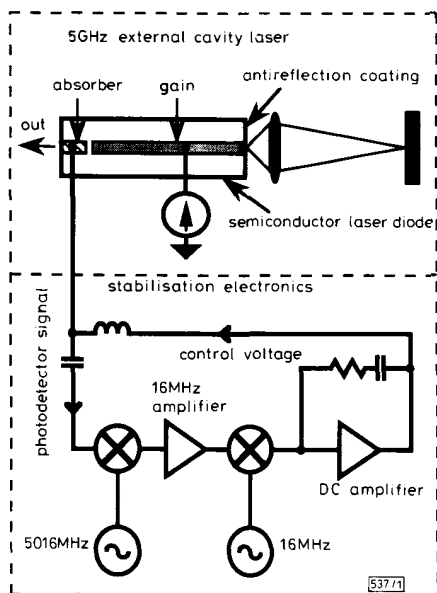 5GHz external cavity laser
antireflection coating
absorber
gain
out
semiconductor laser diode
stabilisation electronics
photodetector signal
control voltage
16MHz
amplifier
DC amplifier
5016MHz
16MHz
537/1